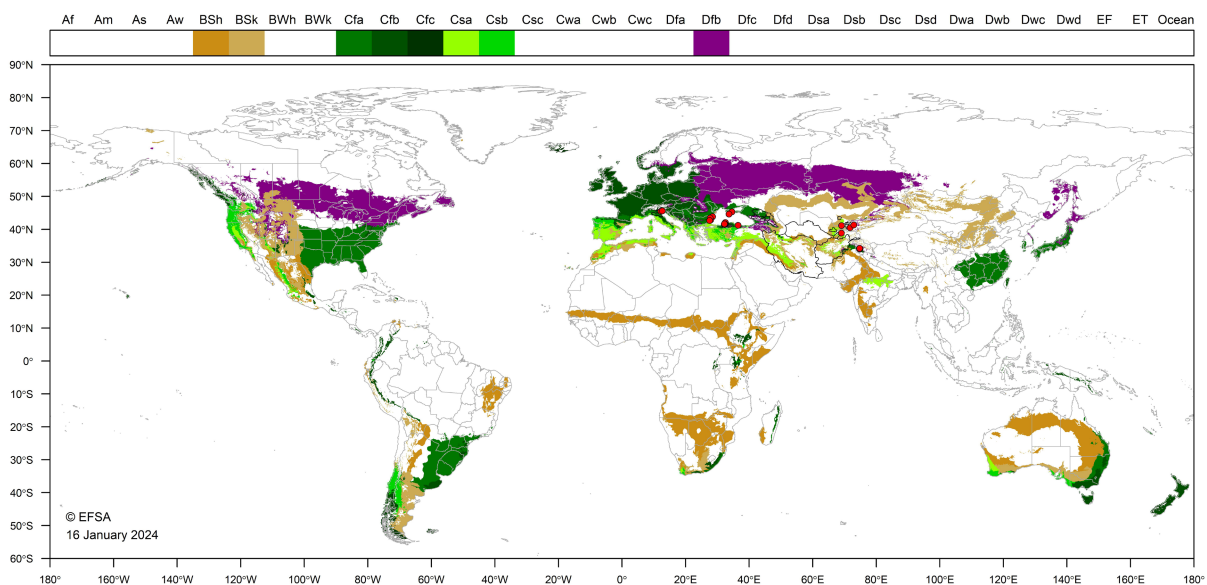 Af Am As Aw BSh BSk BWh BWk Cfa Cfb Cfc Csa Csb Csc Cwa Cwb Cwc Dfa Dfb Dfc Dfd Dsa Dsb Dsc Dsd Dwa Dwb Dwc Dwd EF ET Ocean
90°N
80°N
70°N
60°N
50°N
40°N
30°N
20°N
10°N
0°
10°S
20°S
30°S
40°S
50°S
60°S
© EFSA
16 January 2024
180° 160°W 140°W 120°W 100°W 80°W 60°W 40°W 20°W 0° 20°E 40°E 60°E 80°E 100°E 120°E 140°E 160°E 180°